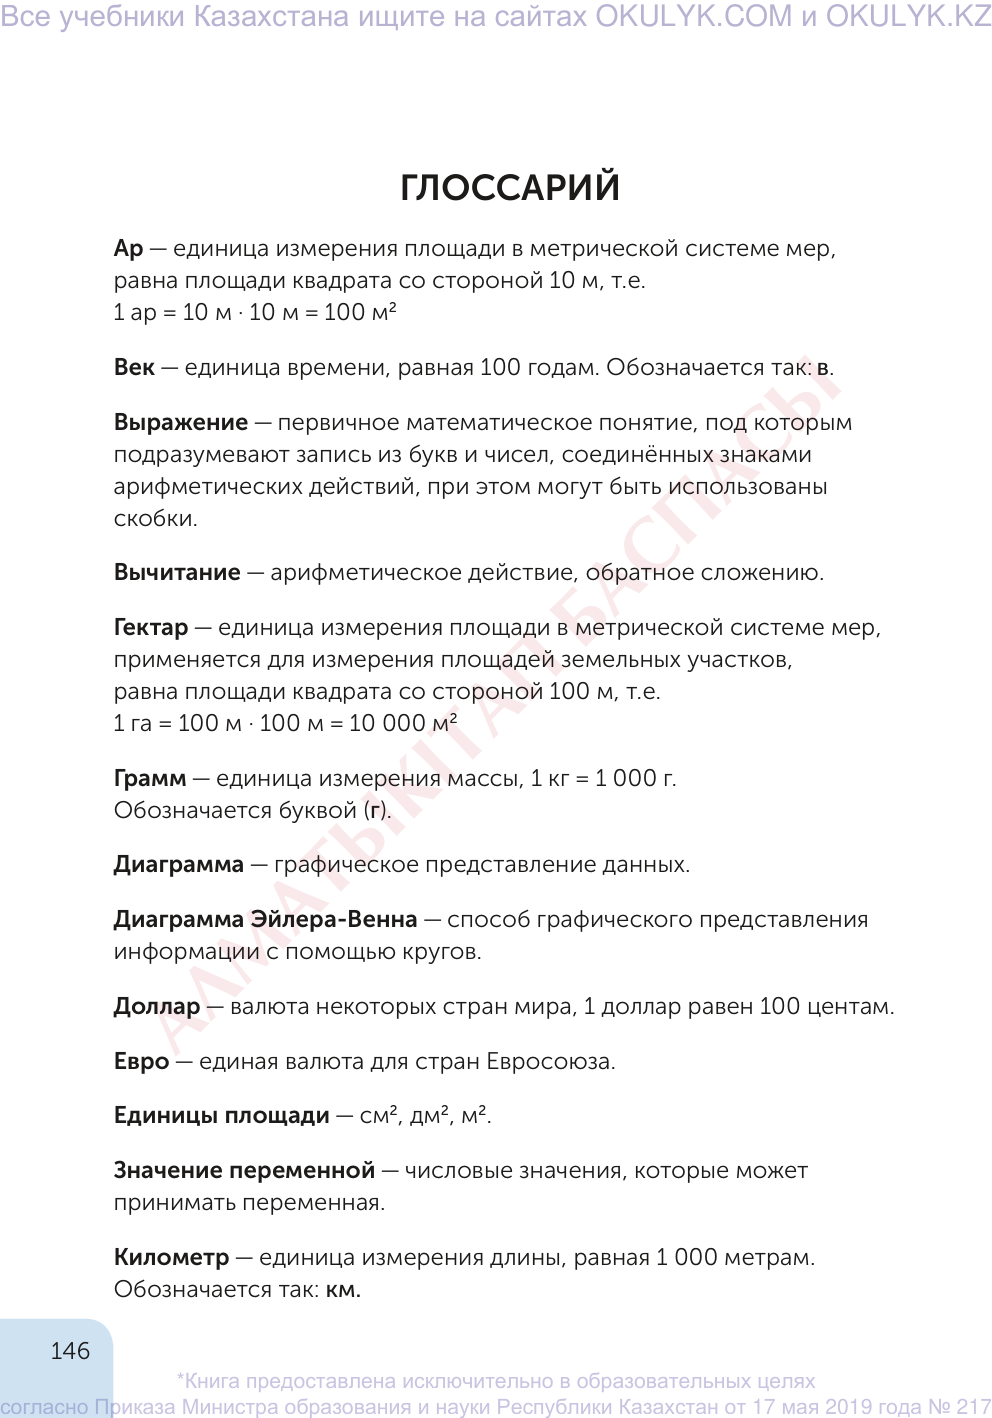 Все учебники Казахстана ищите на сайтах OKULYK.COM и OKULYK.KZ
ГЛОССАРИЙ
Ар — единица измерения площади в метрической системе мер,
равна площади квадрата со стороной 10 м, т.е.
1 ар = 10 м · 10 м = 100 м²
Век — единица времени, равная 100 годам. Обозначается так: в.
Выражение — первичное математическое понятие, под которым
подразумевают запись из букв и чисел, соединённых знаками
арифметических действий, при этом могут быть использованы
скобки.
Вычитание — арифметическое действие, обратное сложению.
Гектар — единица измерения площади в метрической системе мер,
применяется для измерения площадей земельных участков,
равна площади квадрата со стороной 100 м, т.е.
1 га = 100 м · 100 м = 10 000 м²
Грамм — единица измерения массы, 1 кг = 1 000 г.
Обозначается буквой (г).
Диаграмма — графическое представление данных.
Диаграмма Эйлера-Венна — способ графического представления
информации с помощью кругов.
Доллар — валюта некоторых стран мира, 1 доллар равен 100 центам.
Евро — единая валюта для стран Евросоюза.
Единицы площади — см², дм², м².
Значение переменной — числовые значения, которые может
принимать переменная.
Километр — единица измерения длины, равная 1 000 метрам.
Обозначается так: км.
АЛМАТЫКІТАП БАСПАСЫ
146
*Книга предоставлена исключительно в образовательных целях
согласно Приказа Министра образования и науки Республики Казахстан от 17 мая 2019 года № 217